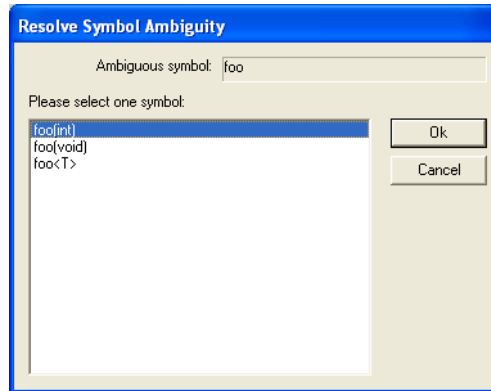 Resolve Symbol Ambiguity
Ambiguous symbol: foo
Please select one symbol:
foo(int)
foo(void)
foo<T>
Ok
Cancel